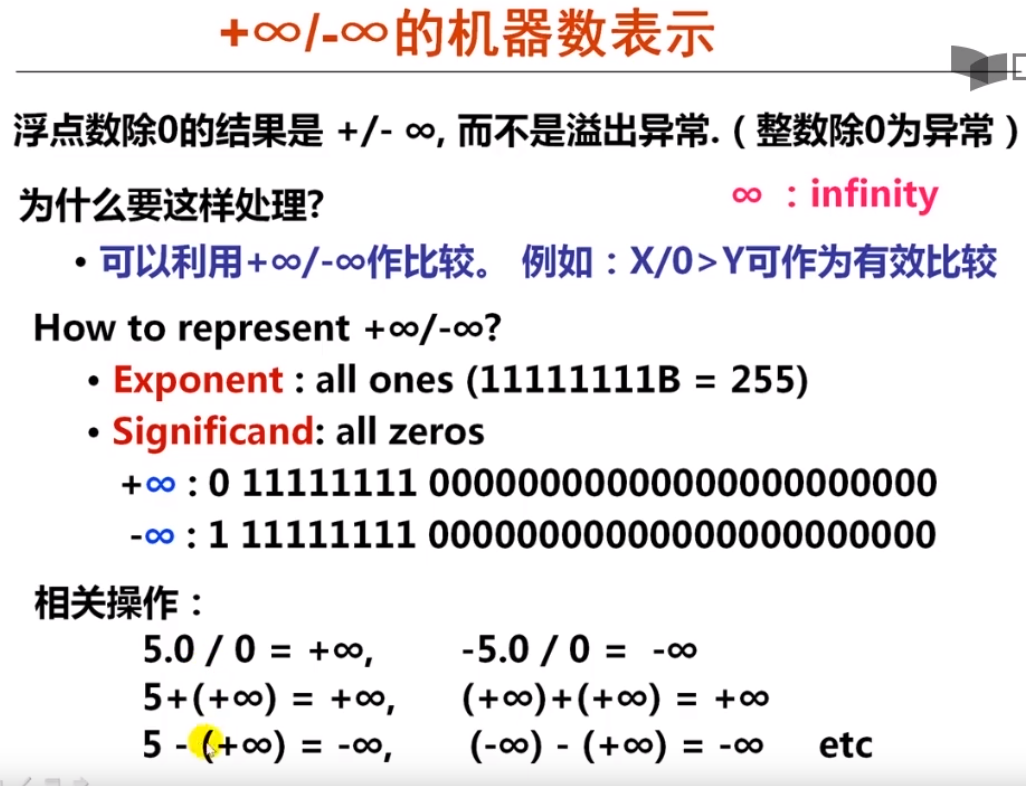 +∞/-∞的机器数表示
浮点数除0的结果是 +/- ∞, 而不是溢出异常.（整数除0为异常）
为什么要这样处理?
∞ : infinity
• 可以利用+∞/-∞作比较。 例如：X/0>Y可作为有效比较
How to represent +∞/-∞?
• Exponent : all ones (11111111B = 255)
• Significand: all zeros
+∞ : 0 11111111 00000000000000000000000
-∞ : 1 11111111 00000000000000000000000
相关操作：
5.0 / 0 = +∞, -5.0 / 0 = -∞
5+(+∞) = +∞, (+∞)+(+∞) = +∞
5 - (+∞) = -∞, (-∞) - (+∞) = -∞ etc